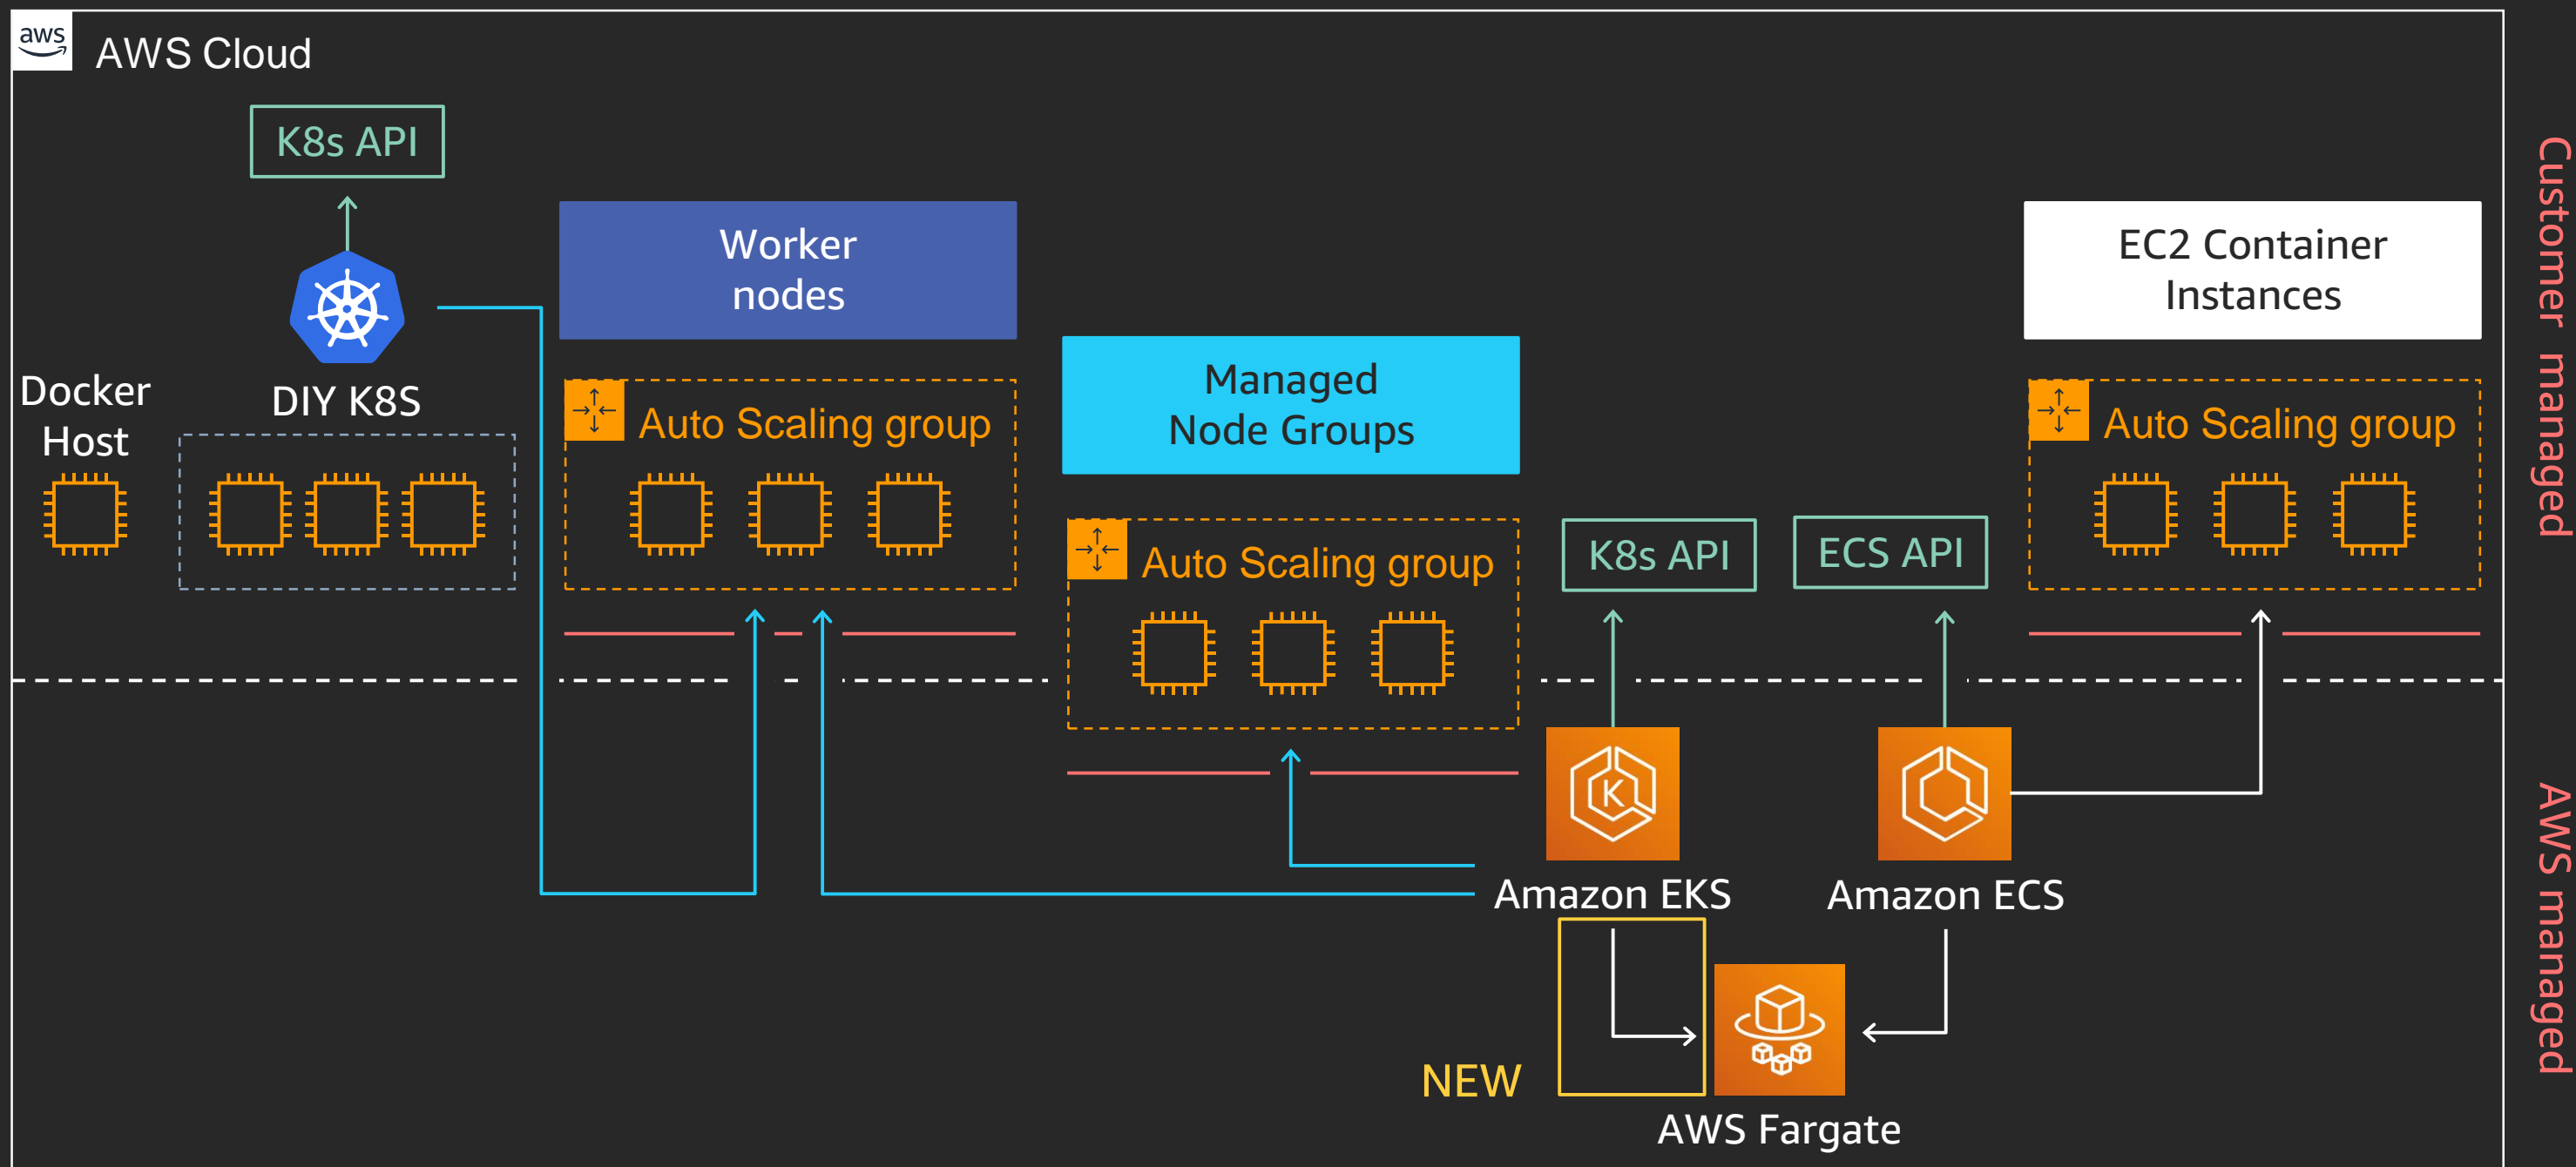 aws
AWS Cloud
K8s API
DIY K8S
Docker
Host
Worker
nodes
Auto Scaling group
Managed
Node Groups
Auto Scaling group
K8s API
ECS API
EC2 Container
Instances
Auto Scaling group
Customer managed
K
Amazon EKS
Amazon ECS
NEW
AWS Fargate
AWS managed